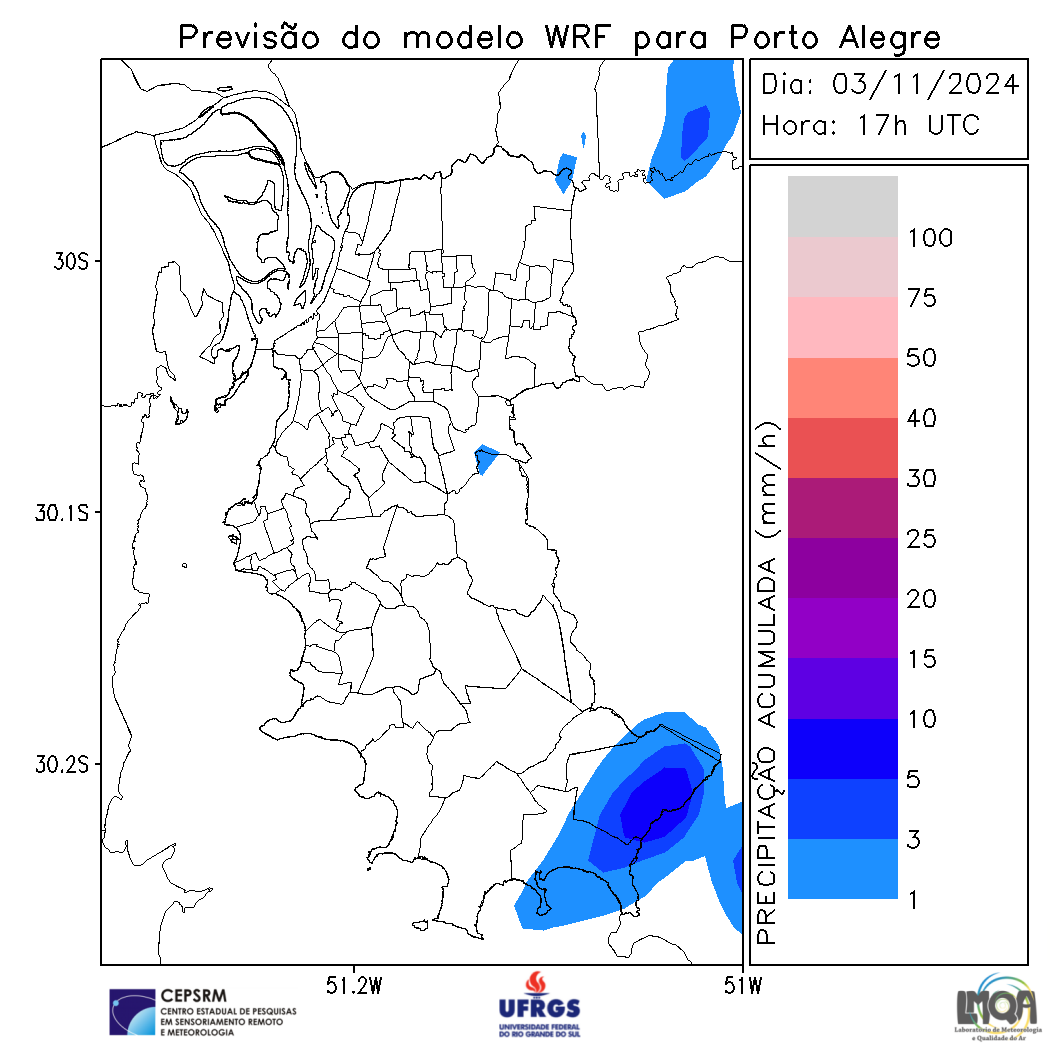 Previsão do modelo WRF para Porto Alegre
Dia: 03/11/2024
Hora: 17h UTC
30S
30.1S
30.2S
51.2W
51W
PRECIPITAÇÃO ACUMULADA (mm/h)
100
75
50
40
30
25
20
15
10
5
3
1
CEPSRM
CENTRO ESTADUAL DE PESQUISAS
EM SENSORIAMENTO REMOTO
E METEOROLOGIA
UFRGS
UNIVERSIDADE FEDERAL
DO RIO GRANDE DO SUL
LMQA
Laboratório de Meteorologia
e Qualidade do Ar